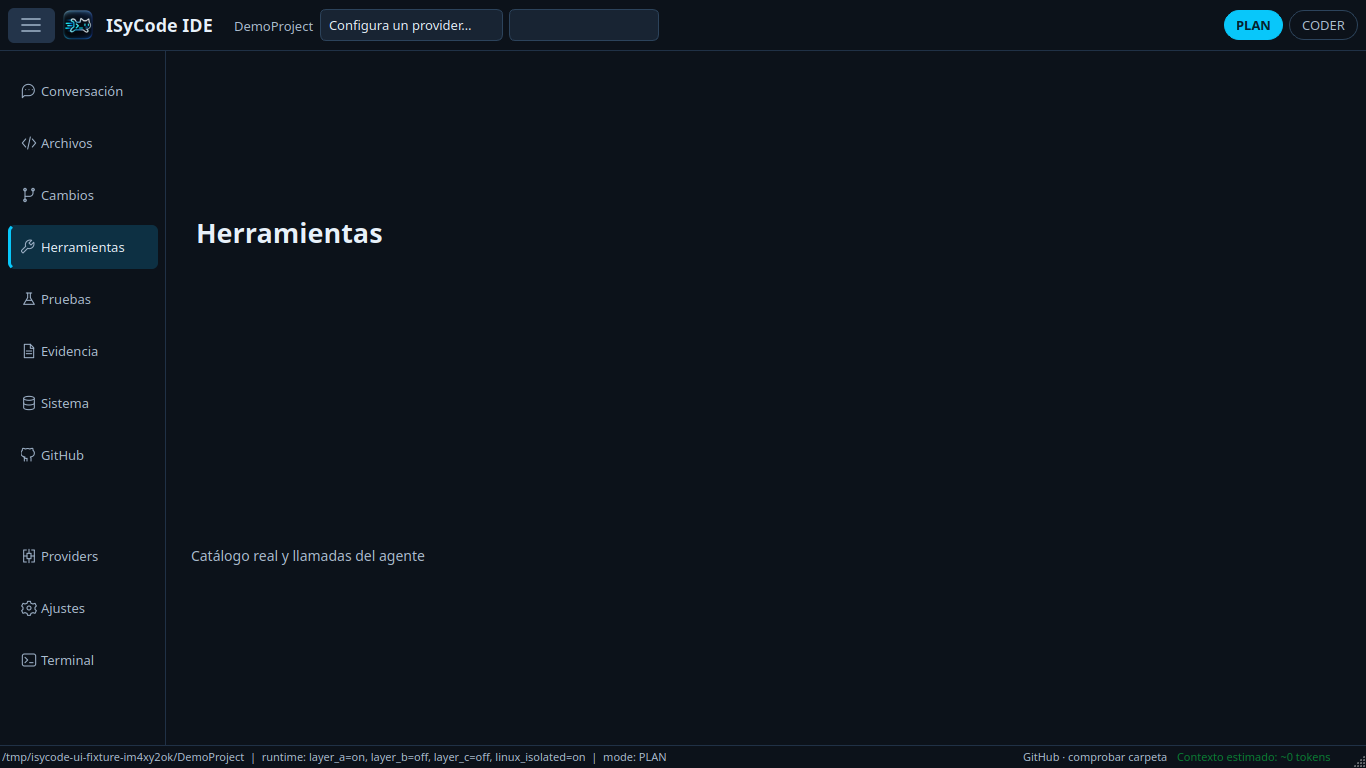 ISyCode IDE
DemoProject
Configura un provider...
PLAN
CODER
Conversación
Archivos
Cambios
Herramientas
Pruebas
Evidencia
Sistema
GitHub
Providers
Ajustes
Terminal
Herramientas
Catálogo real y llamadas del agente
/tmp/isycode-ui-fixture-im4xy2ok/DemoProject | runtime: layer_a=on, layer_b=off, layer_c=off, linux_isolated=on | mode: PLAN
GitHub · comprobar carpeta
Contexto estimado: ~0 tokens